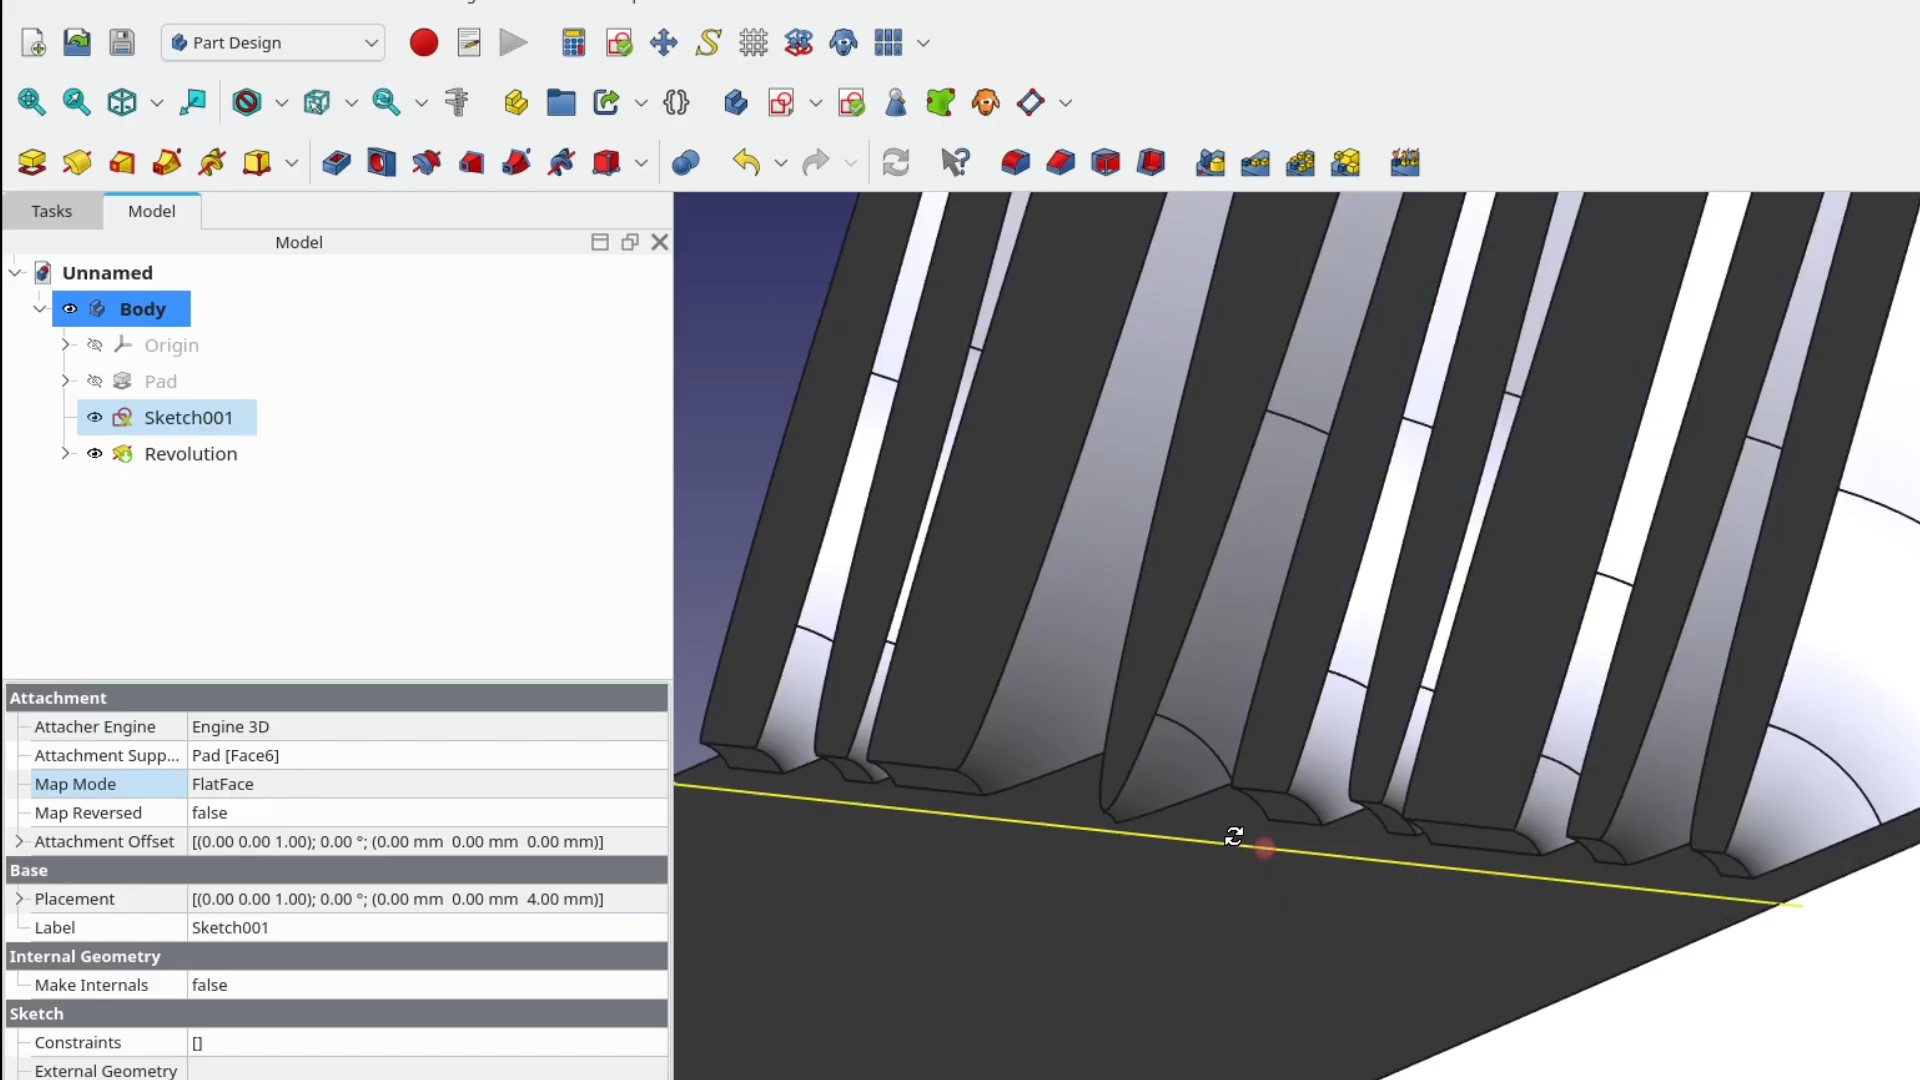 Part Design
Tasks
Model
Model
Unnamed
Body
Origin
Pad
Sketch001
Revolution
Attachment
Attacher Engine Engine 3D
Attachment Supp... Pad [Face6]
Map Mode FlatFace
Map Reversed false
Attachment Offset [(0.00 0.00 1.00); 0.00 °; (0.00 mm 0.00 mm 0.00 mm)]
Base
Placement [(0.00 0.00 1.00); 0.00 °; (0.00 mm 0.00 mm 4.00 mm)]
Label Sketch001
Internal Geometry
Make Internals false
Sketch
Constraints []
External Geometry